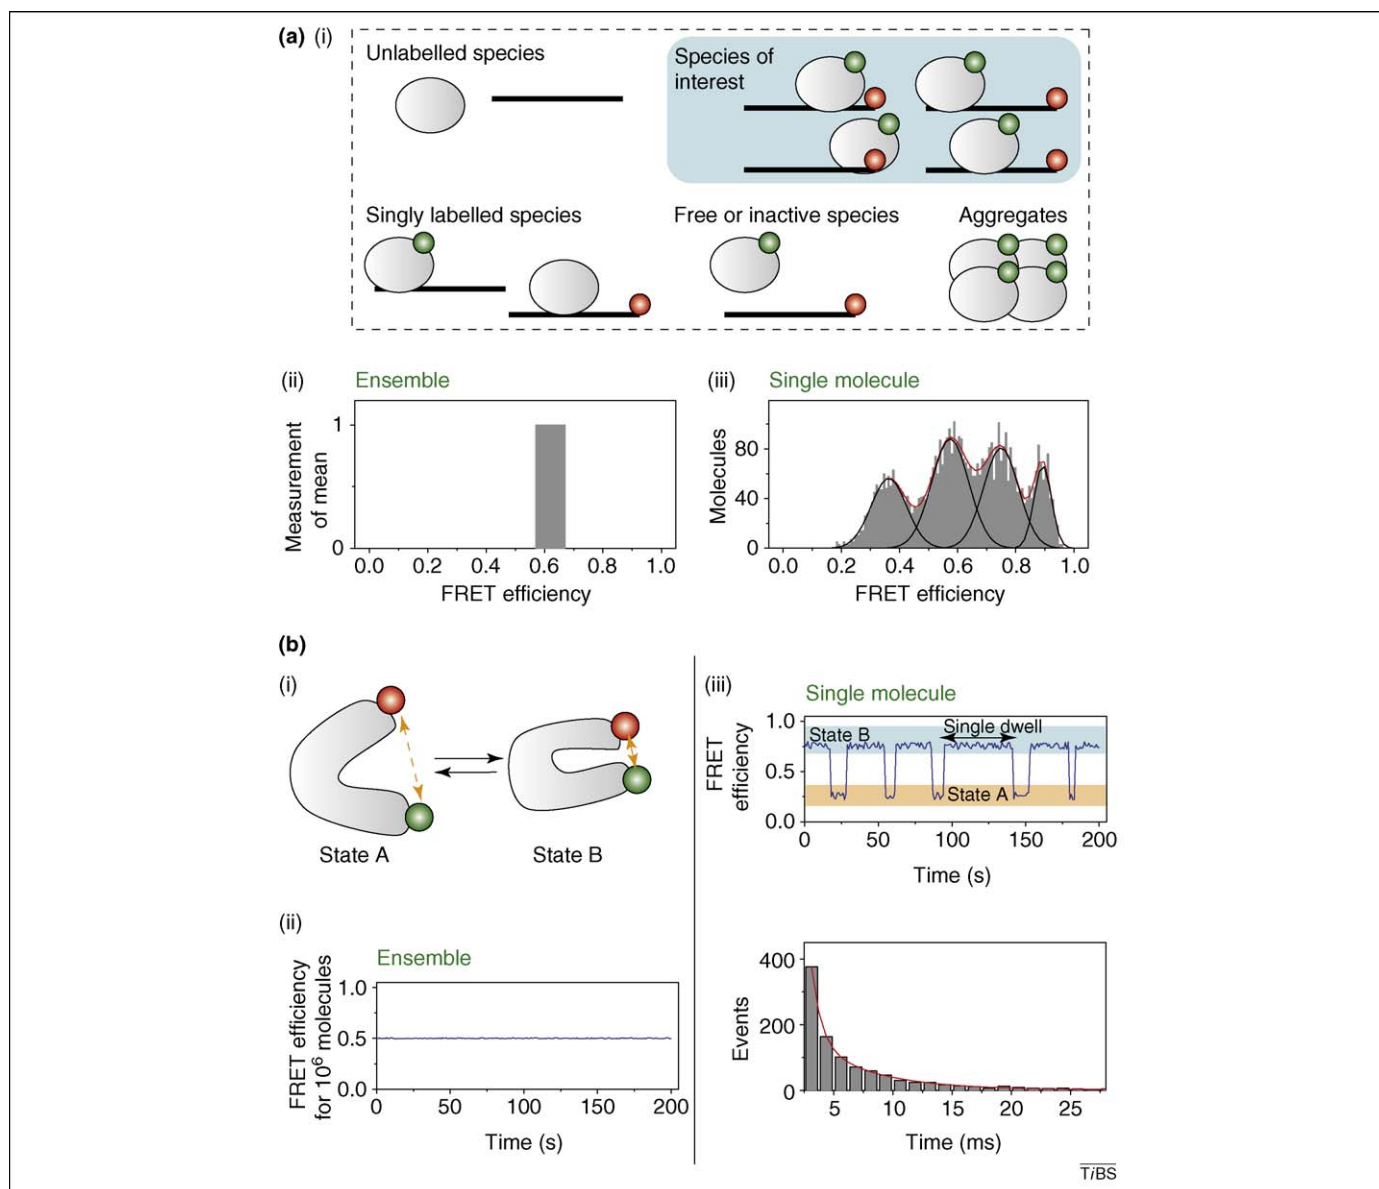 (a) (i)
Unlabelled species
Species of
interest
Singly labelled species
Free or inactive species
Aggregates
(ii) Ensemble
Measurement
of mean
1
0
0.0 0.2 0.4 0.6 0.8 1.0
FRET efficiency
(iii) Single molecule
Molecules
80
40
0
0.0 0.2 0.4 0.6 0.8 1.0
FRET efficiency
(b)
(i)
State A
State B
(ii)
Ensemble
FRET efficiency
for 10⁶ molecules
1.0
0.5
0.0
0 50 100 150 200
Time (s)
(iii)
Single molecule
FRET
efficiency
1.0
0.5
0.0
State B
Single dwell
State A
0 50 100 150 200
Time (s)
Events
400
200
0
5 10 15 20 25
Time (ms)
TiBS